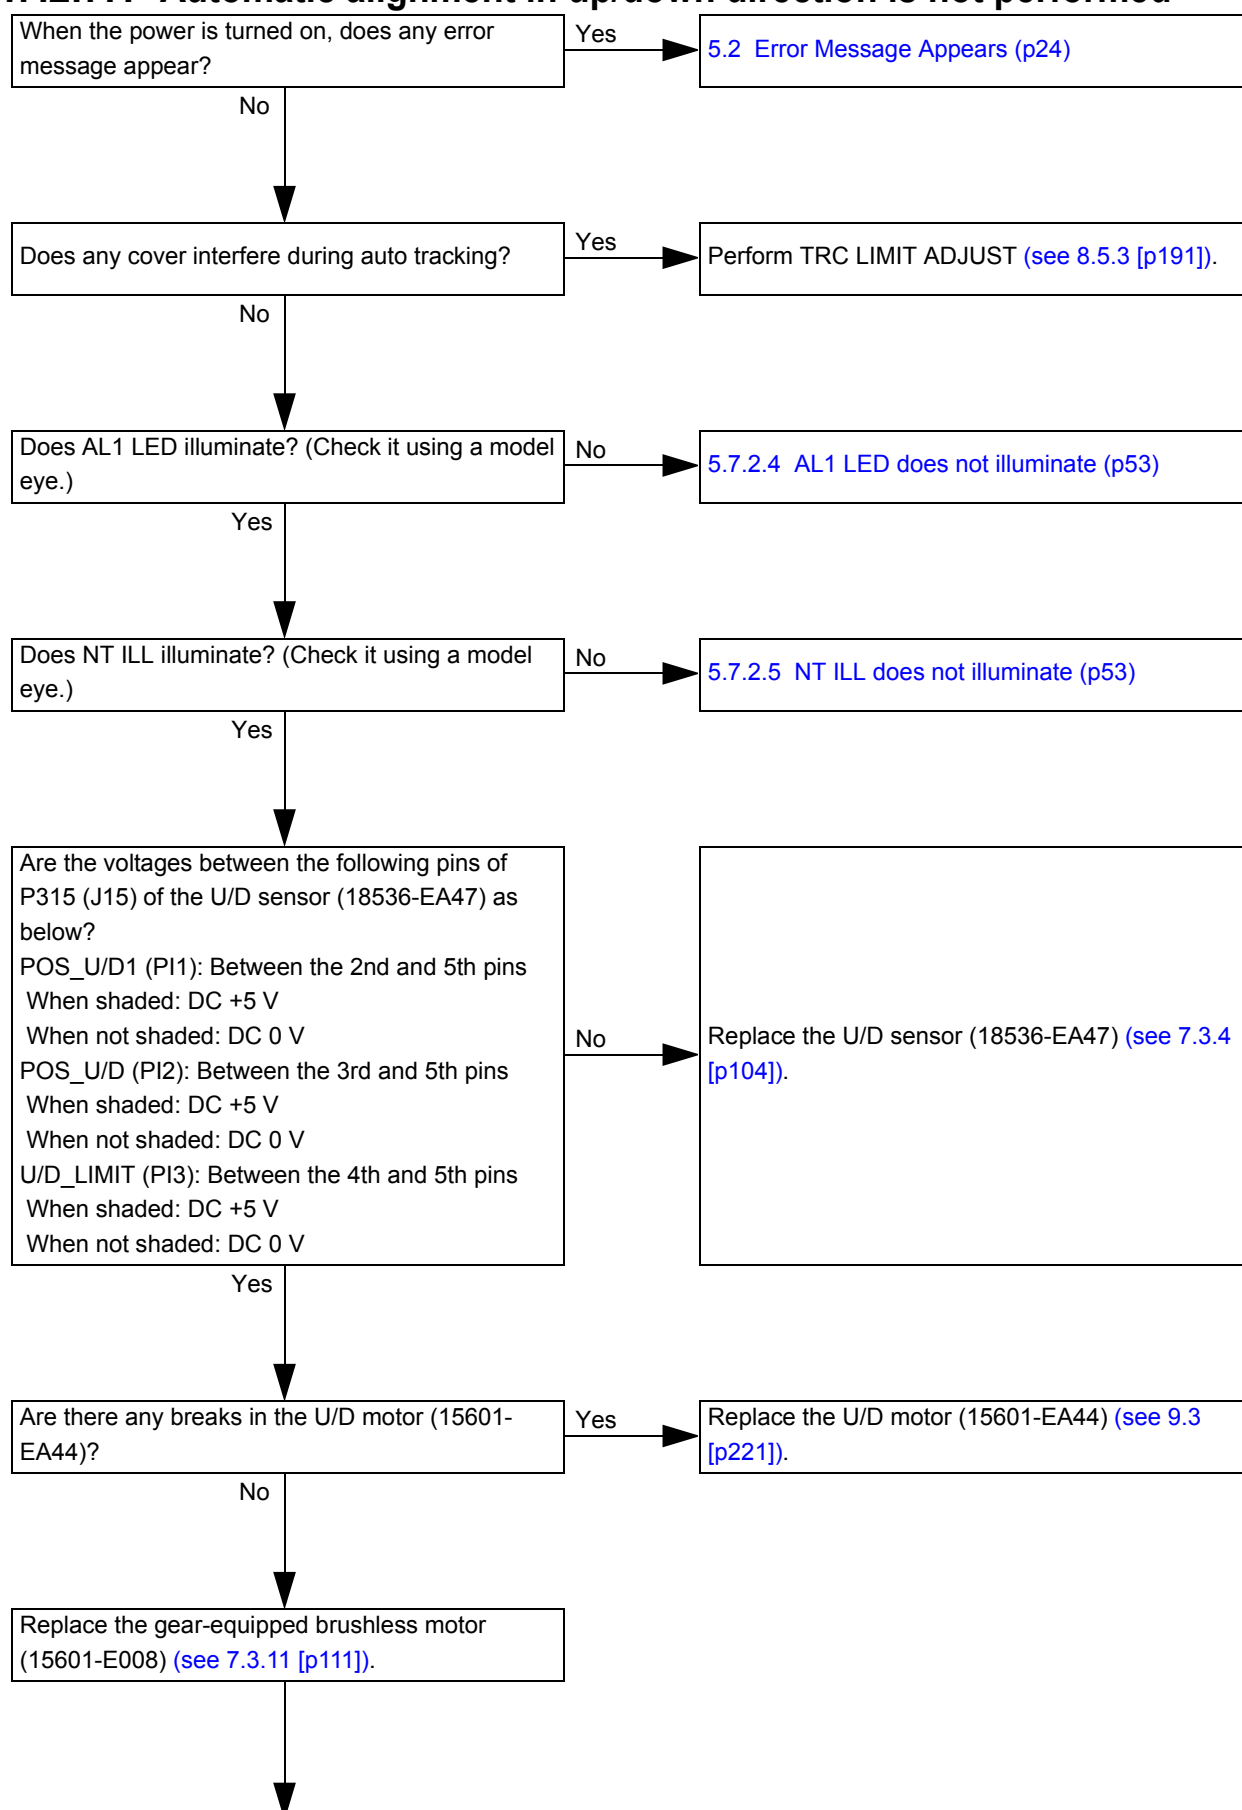 Automatic alignment in up/down direction is not performed
When the power is turned on, does any error
message appear?
Yes
5.2 Error Message Appears (p24)
No
Does any cover interfere during auto tracking?
Yes
Perform TRC LIMIT ADJUST (see 8.5.3 [p191]).
No
Does AL1 LED illuminate? (Check it using a model
eye.)
No
5.7.2.4 AL1 LED does not illuminate (p53)
Yes
Does NT ILL illuminate? (Check it using a model
eye.)
No
5.7.2.5 NT ILL does not illuminate (p53)
Yes
Are the voltages between the following pins of
P315 (J15) of the U/D sensor (18536-EA47) as
below?
POS_U/D1 (PI1): Between the 2nd and 5th pins
When shaded: DC +5 V
When not shaded: DC 0 V
POS_U/D (PI2): Between the 3rd and 5th pins
When shaded: DC +5 V
When not shaded: DC 0 V
U/D_LIMIT (PI3): Between the 4th and 5th pins
When shaded: DC +5 V
When not shaded: DC 0 V
No
Replace the U/D sensor (18536-EA47) (see 7.3.4
[p104]).
Yes
Are there any breaks in the U/D motor (15601-
EA44)?
Yes
Replace the U/D motor (15601-EA44) (see 9.3
[p221]).
No
Replace the gear-equipped brushless motor
(15601-E008) (see 7.3.11 [p111]).